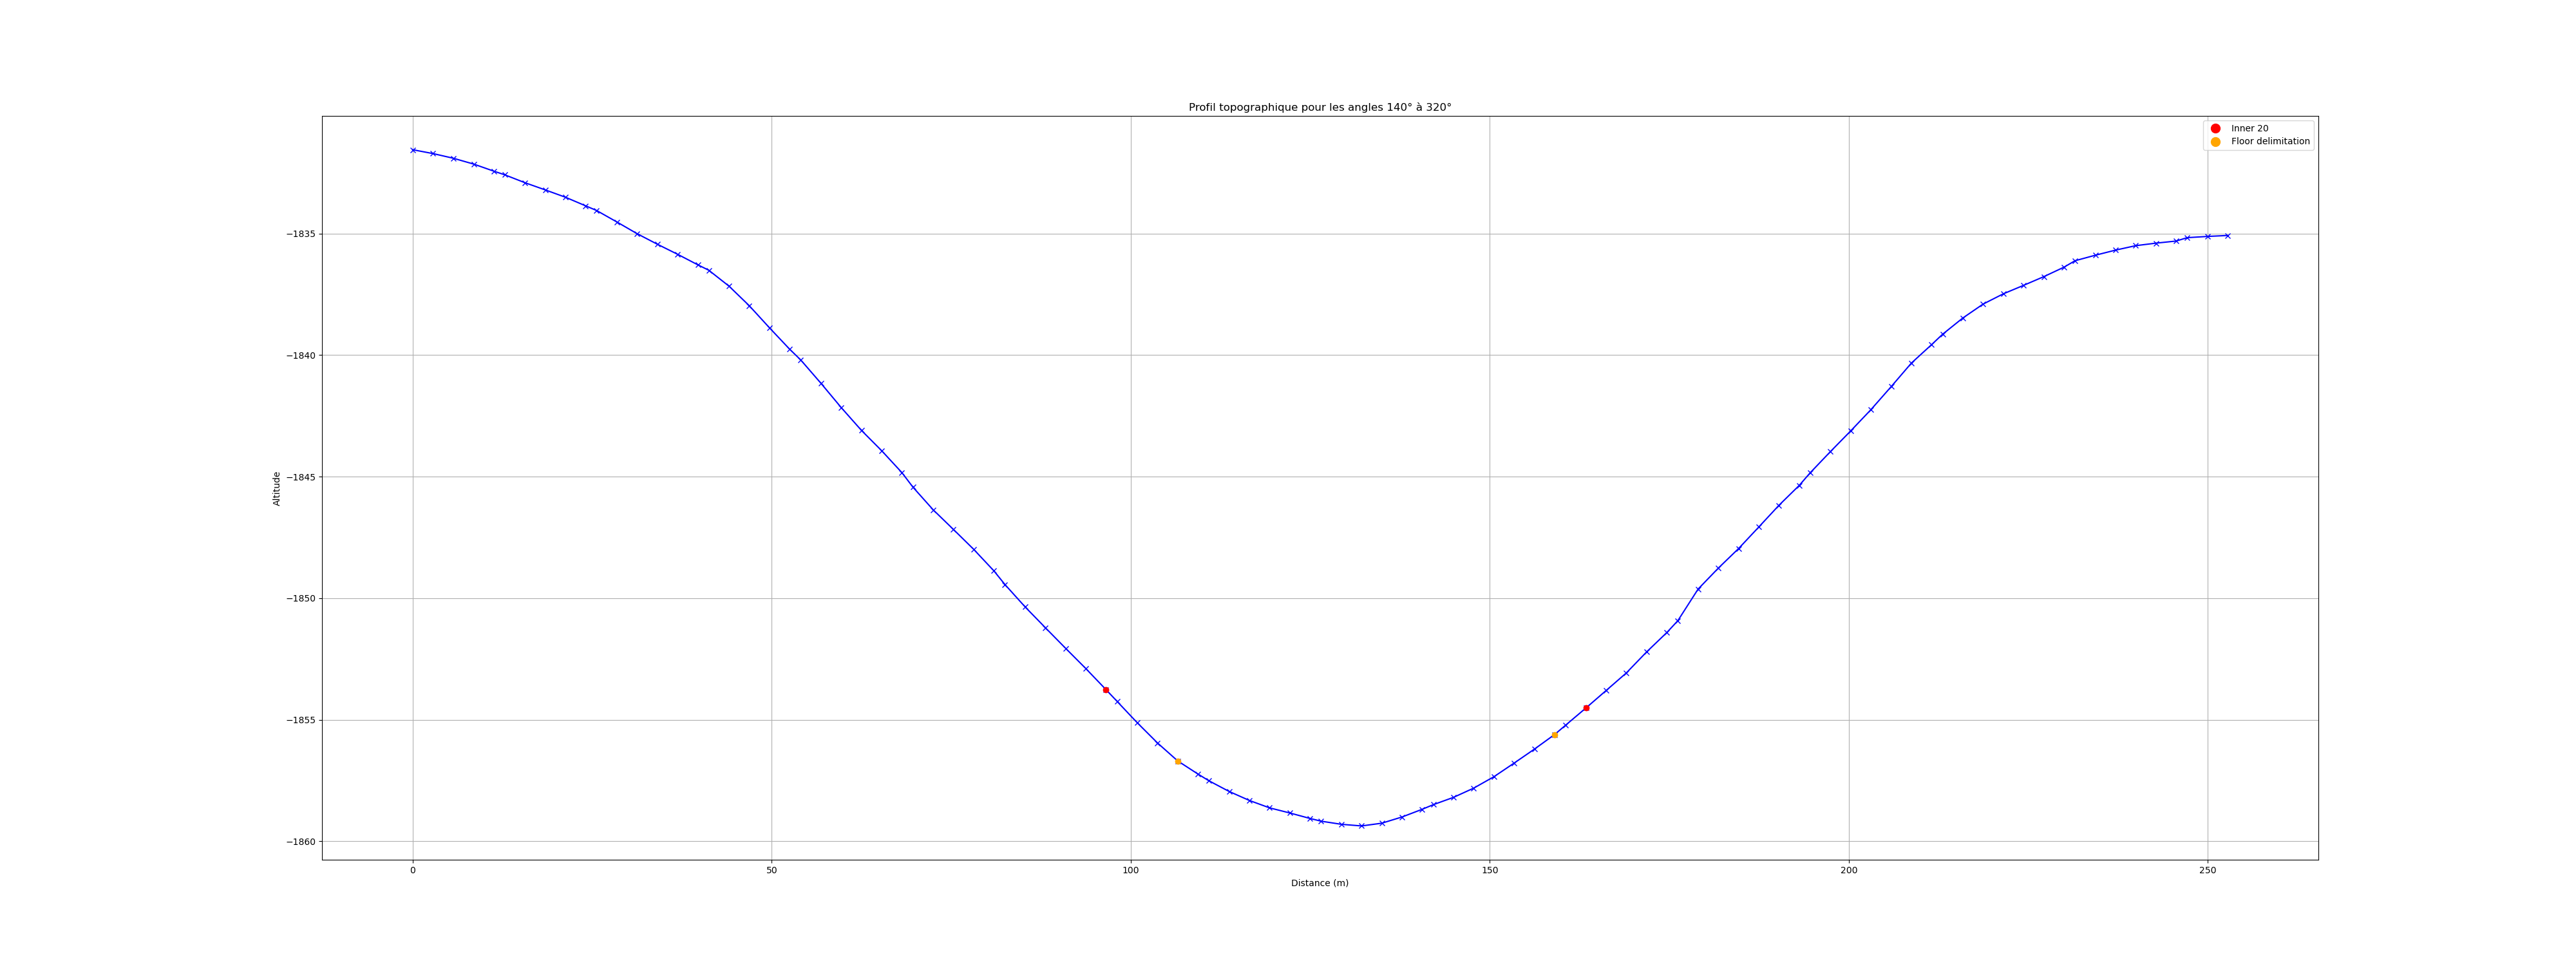 Profil topographique pour les angles 140° à 320°
Inner 20
Floor delimitation
Altitude
−1835
−1840
−1845
−1850
−1855
−1860
0
50
100
150
200
250
Distance (m)